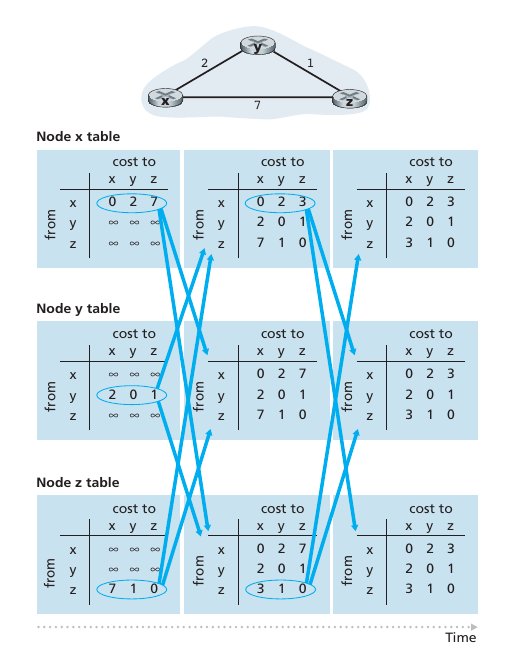 y
2 1
x z
7
Node x table
cost to cost to cost to
x y z x y z x y z
x 0 2 7 x 0 2 3 x 0 2 3
from y ∞ ∞ ∞ from y 2 0 1 from y 2 0 1
z ∞ ∞ ∞ z 7 1 0 z 3 1 0
Node y table
cost to cost to cost to
x y z x y z x y z
x ∞ ∞ ∞ x 0 2 7 x 0 2 3
from y 2 0 1 from y 2 0 1 from y 2 0 1
z ∞ ∞ ∞ z 7 1 0 z 3 1 0
Node z table
cost to cost to cost to
x y z x y z x y z
x ∞ ∞ ∞ x 0 2 7 x 0 2 3
from y ∞ ∞ ∞ from y 2 0 1 from y 2 0 1
z 7 1 0 z 3 1 0 z 3 1 0
Time